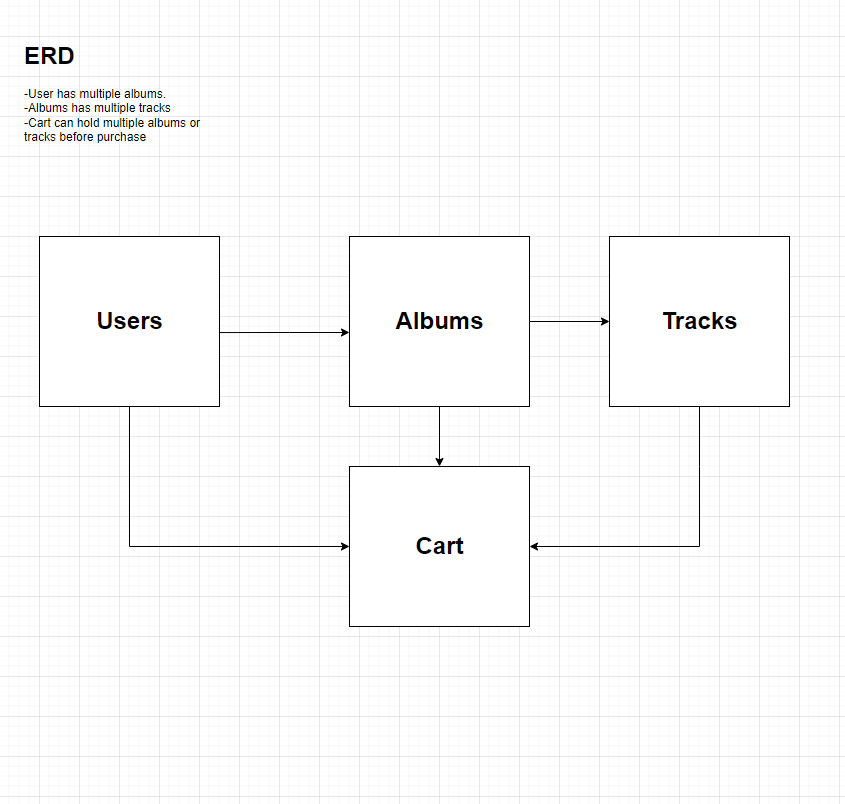 ERD
-User has multiple albums.
-Albums has multiple tracks
-Cart can hold multiple albums or
tracks before purchase
Users
Albums
Tracks
Cart